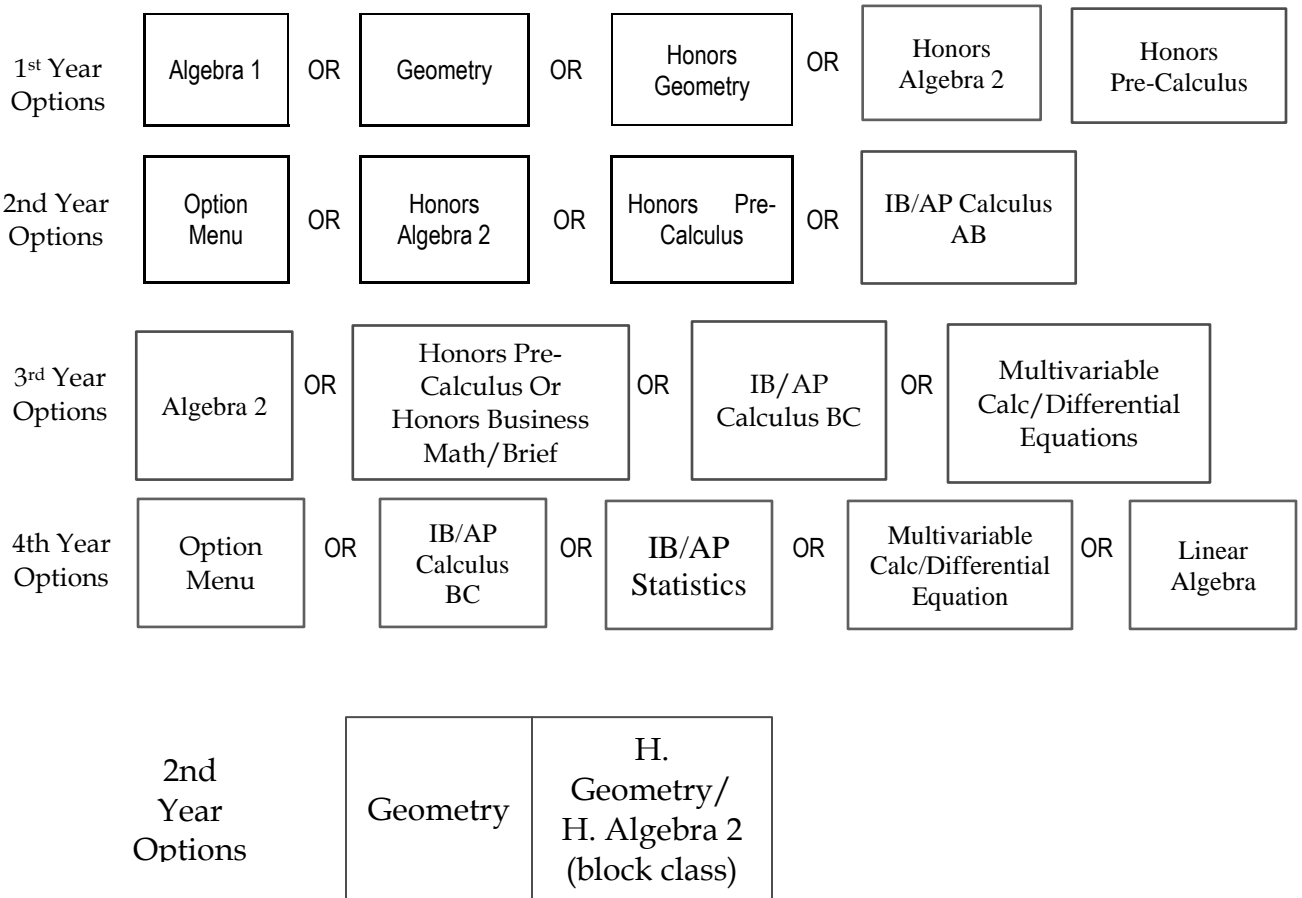 1st Year
Options
Algebra 1
OR
Geometry
OR
Honors
Geometry
OR
Honors
Algebra 2
Honors
Pre-Calculus
2nd Year
Options
Option
Menu
OR
Honors
Algebra 2
OR
Honors Pre-
Calculus
OR
IB/AP Calculus
AB
3rd Year
Options
Algebra 2
OR
Honors Pre-
Calculus Or
Honors Business
Math/Brief
OR
IB/AP
Calculus BC
OR
Multivariable
Calc/Differential
Equations
4th Year
Options
Option
Menu
OR
IB/AP
Calculus
BC
OR
IB/AP
Statistics
OR
Multivariable
Calc/Differential
Equation
OR
Linear
Algebra
2nd
Year
Options
Geometry
H.
Geometry/
H. Algebra 2
(block class)